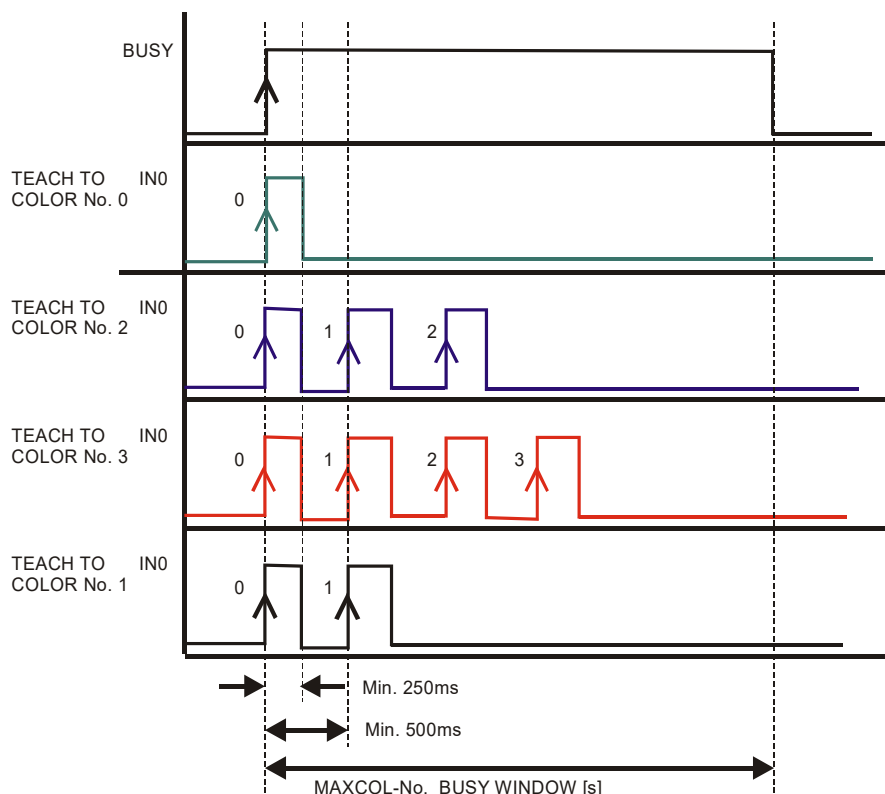 BUSY
TEACH TO IN0
COLOR No. 0 0
TEACH TO IN0
COLOR No. 2 0 1 2
TEACH TO IN0
COLOR No. 3 0 1 2 3
TEACH TO IN0
COLOR No. 1 0 1
Min. 250ms
Min. 500ms
MAXCOL-No. BUSY WINDOW [s]